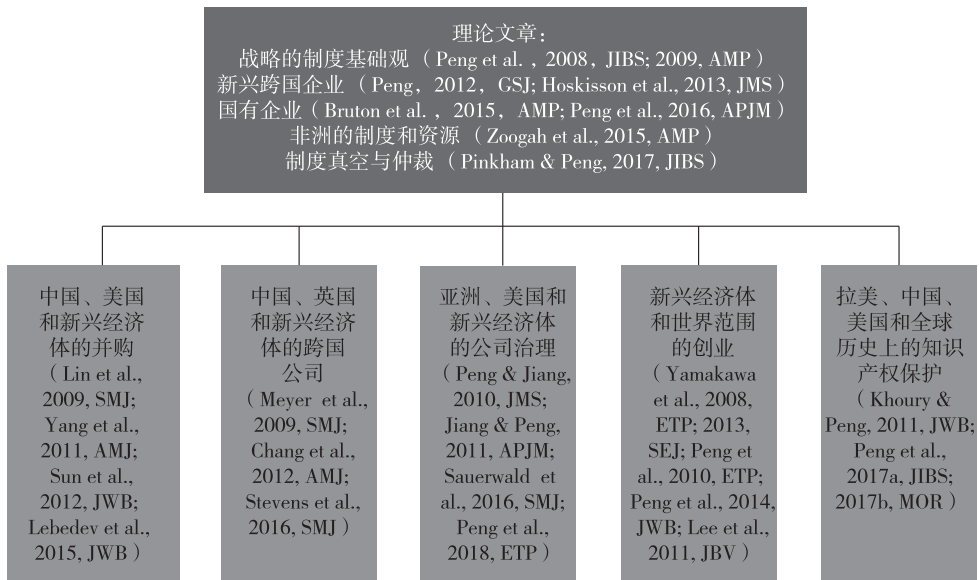 理论文章：
战略的制度基础观（Peng et al.，2008，JIBS; 2009, AMP）
新兴跨国企业（Peng，2012，GSJ; Hoskisson et al., 2013, JMS）
国有企业（Bruton et al.，2015，AMP; Peng et al., 2016, APJM）
非洲的制度和资源（Zoogah et al., 2015, AMP）
制度真空与仲裁（Pinkham & Peng, 2017, JIBS）
中国、美国
和新兴经济
体的并购
（Lin et al.,
2009, SMJ;
Yang et al.,
2011, AMJ;
Sun et al.,
2012, JWB;
Lebedev et al.,
2015, JWB）
中国、英国
和新兴经济
体的跨国
公司
（Meyer et al.,
2009, SMJ;
Chang et al.,
2012, AMJ;
Stevens et al.,
2016, SMJ）
亚洲、美国和
新兴经济体
的公司治理
（Peng & Jiang,
2010, JMS;
Jiang & Peng,
2011, APJM;
Sauerwald et
al., 2016, SMJ;
Peng et al.,
2018, ETP）
新兴经济体
和世界范围
的创业
（Yamakawa
et al., 2008,
ETP; 2013,
SEJ; Peng et
al., 2010, ETP;
Peng et al., 2014,
JWB; Lee et al.,
2011, JBV）
拉美、中国、
美国和全球
历史上的知识
产权保护
（Khoury &
Peng, 2011, JWB;
Peng et al.,
2017a, JIBS;
2017b, MOR）